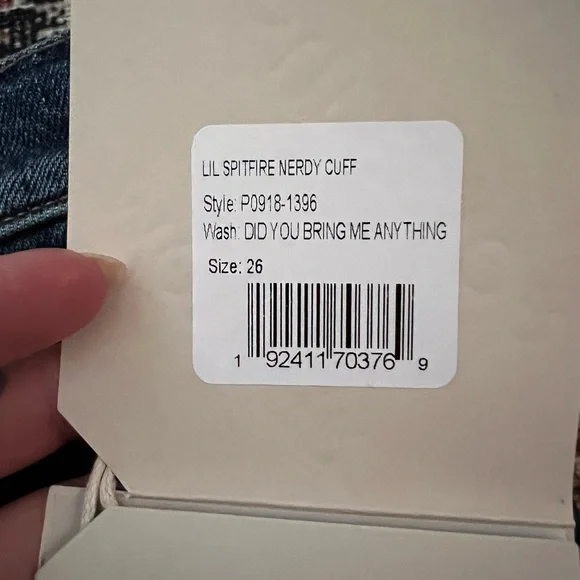 LIL SPITFIRE NERDY CUFF
Style: P0918-1396
Wash: DID YOU BRING ME ANYTHING
Size: 26
1 92411 70376 9